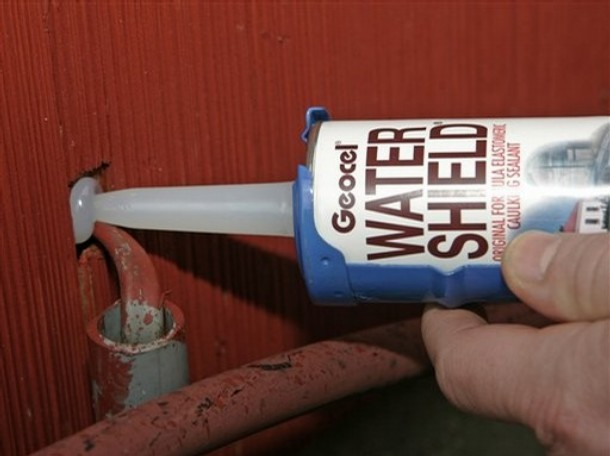 Geocel®
WATER
SHIELD
ORIGINAL FORMULA ELASTOMERIC
CAULKING SEALANT